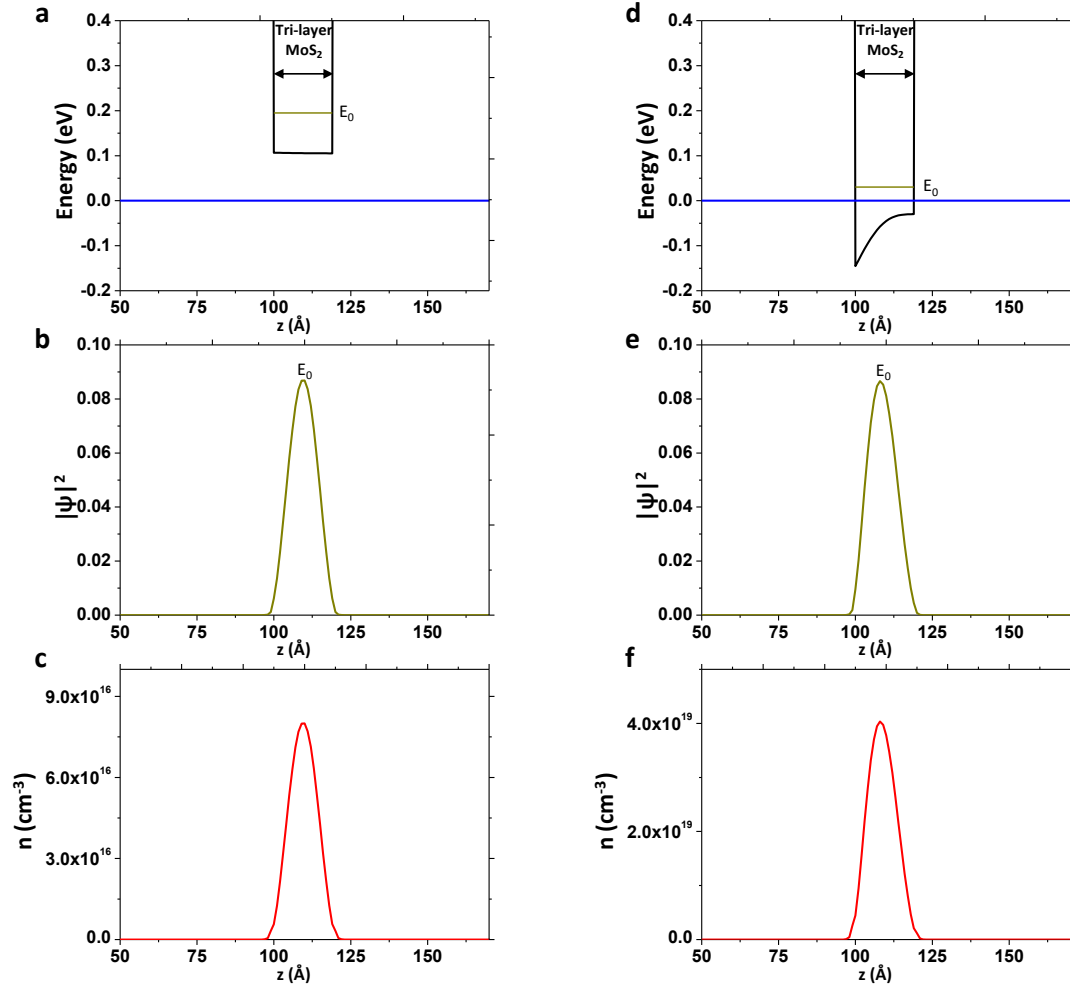 a
0.4
0.3
0.2
0.1
0.0
-0.1
-0.2
Energy (eV)
Tri-layer
MoS₂
E₀
50 75 100 125 150
z (Å)
b
0.10
0.08
0.06
0.04
0.02
0.00
|ψ|²
E₀
50 75 100 125 150
z (Å)
c
9.0x10¹⁶
6.0x10¹⁶
3.0x10¹⁶
0.0
n (cm⁻³)
50 75 100 125 150
z (Å)
d
0.4
0.3
0.2
0.1
0.0
-0.1
-0.2
Energy (eV)
Tri-layer
MoS₂
E₀
50 75 100 125 150
z (Å)
e
0.10
0.08
0.06
0.04
0.02
0.00
|ψ|²
E₀
50 75 100 125 150
z (Å)
f
4.0x10¹⁹
2.0x10¹⁹
0.0
n (cm⁻³)
50 75 100 125 150
z (Å)